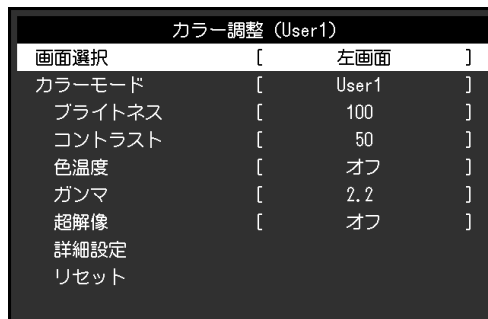 カラー調整 (User1)
画面選択 [ 左画面 ]
カラーモード [ User1 ]
ブライトネス [ 100 ]
コントラスト [ 50 ]
色温度 [ オフ ]
ガンマ [ 2.2 ]
超解像 [ オフ ]
詳細設定
リセット